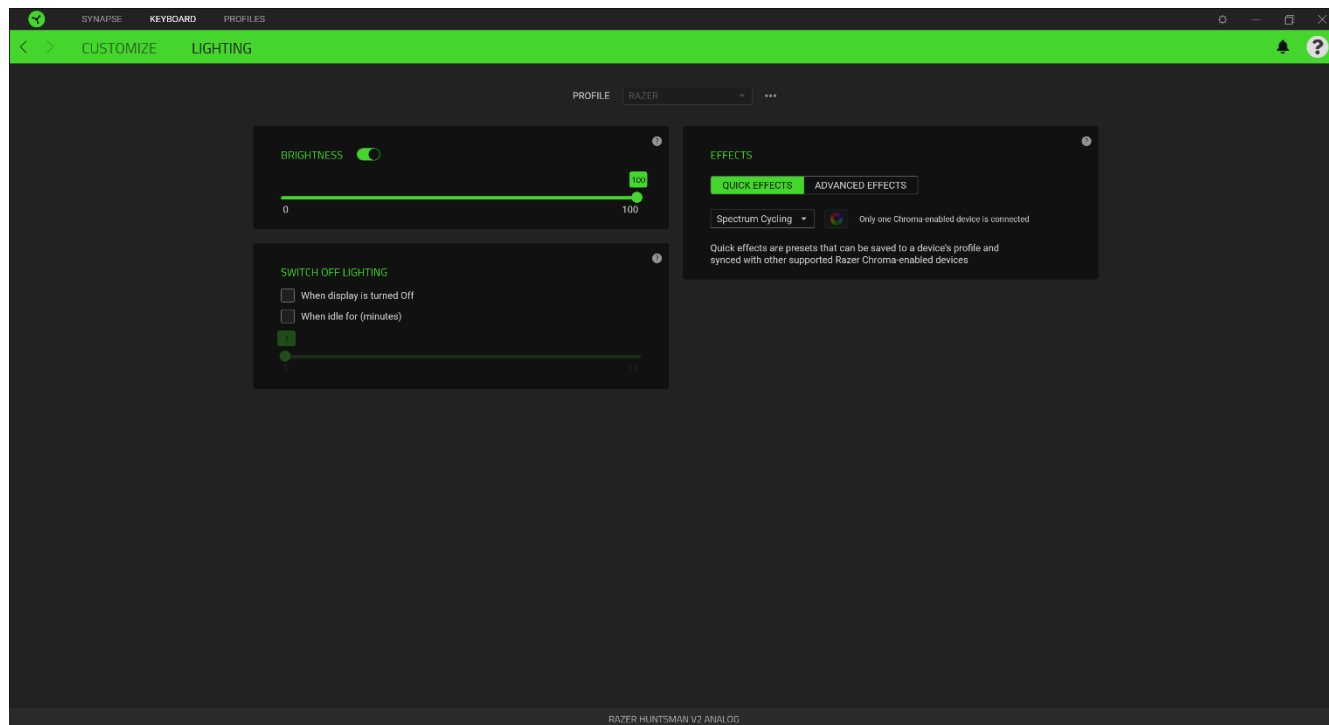 SYNAPSE KEYBOARD PROFILES
CUSTOMIZE LIGHTING
PROFILE RAZER
BRIGHTNESS
100
0 100
SWITCH OFF LIGHTING
When display is turned Off
When idle for (minutes)
1
1 15
EFFECTS
QUICK EFFECTS ADVANCED EFFECTS
Spectrum Cycling Only one Chroma-enabled device is connected
Quick effects are presets that can be saved to a device's profile and
synced with other supported Razer Chroma-enabled devices
RAZER HUNTSMAN V2 ANALOG